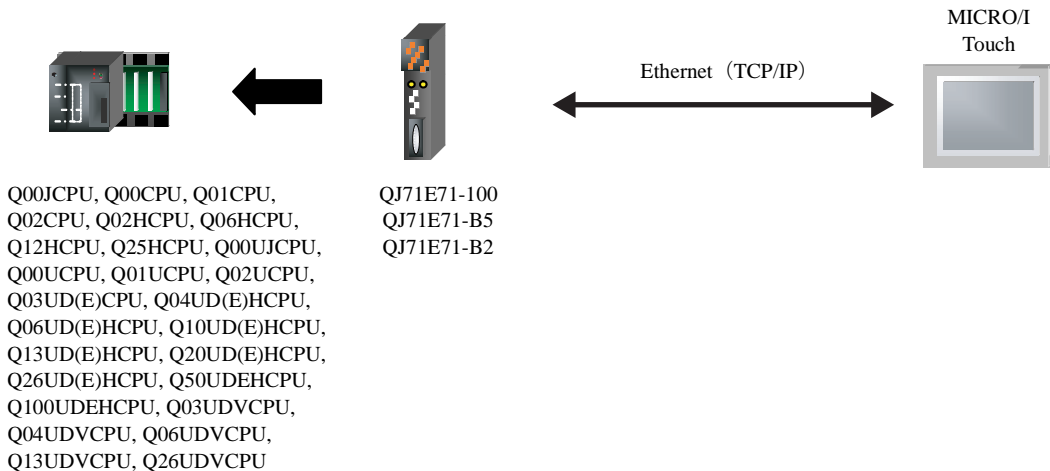 MICRO/I
Touch
Ethernet（TCP/IP）
Q00JCPU, Q00CPU, Q01CPU,
Q02CPU, Q02HCPU, Q06HCPU,
Q12HCPU, Q25HCPU, Q00UJCPU,
Q00UCPU, Q01UCPU, Q02UCPU,
Q03UD(E)CPU, Q04UD(E)HCPU,
Q06UD(E)HCPU, Q10UD(E)HCPU,
Q13UD(E)HCPU, Q20UD(E)HCPU,
Q26UD(E)HCPU, Q50UDEHCPU,
Q100UDEHCPU, Q03UDVCPU,
Q04UDVCPU, Q06UDVCPU,
Q13UDVCPU, Q26UDVCPU
QJ71E71-100
QJ71E71-B5
QJ71E71-B2